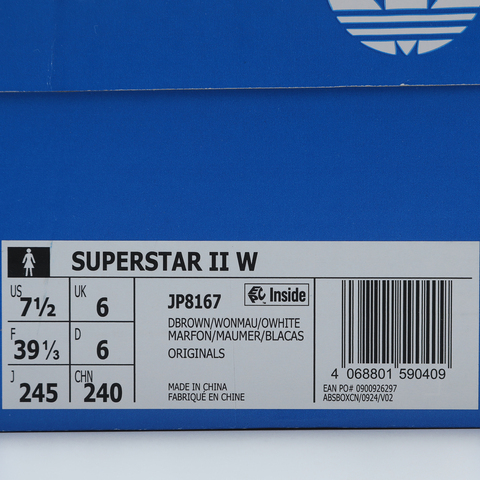 SUPERSTAR II W
US 7½ UK 6
F 39⅓ D 6
J 245 CHN 240
JP8167 Inside
DBROWN/WONMAU/OWHITE
MARFON/MAUMER/BLACAS
ORIGINALS
MADE IN CHINA
FABRIQUÉ EN CHINE
4 068801 590409
EAN PO# 0900926297
ABSBOXCN/0924/V02